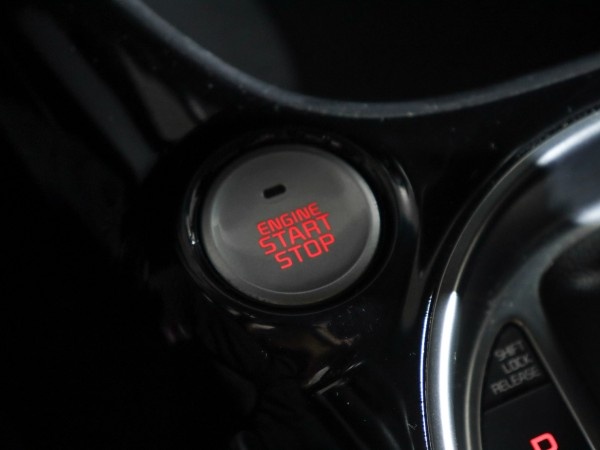 ENGINE
START
STOP
SHIFT
LOCK
RELEASE
P